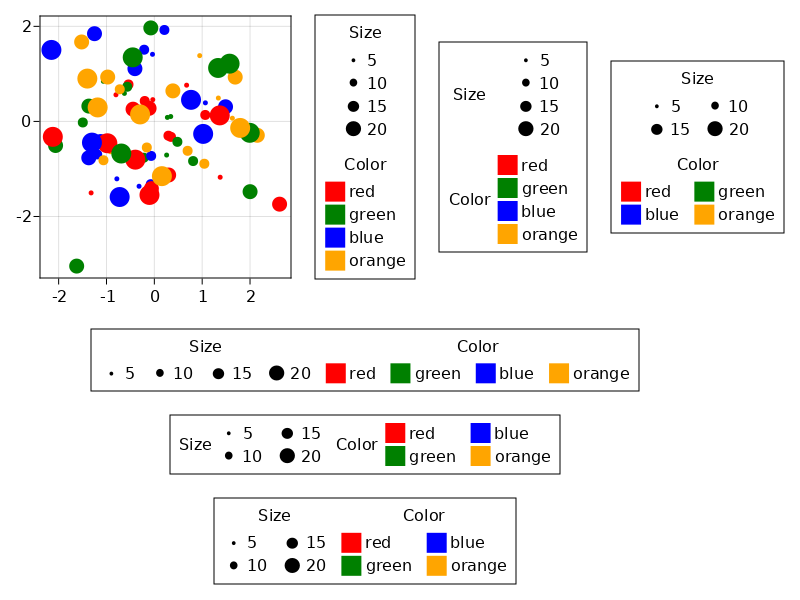 2
0
-2
-2 -1 0 1 2
Size
5
10
15
20
Color
red
green
blue
orange
Size
5
10
15
20
Color
red
green
blue
orange
Size
5 10
15 20
Color
red green
blue orange
Size Color
5 10 15 20 red green blue orange
Size 5 15 Color red blue
10 20 green orange
Size Color
5 15 red blue
10 20 green orange